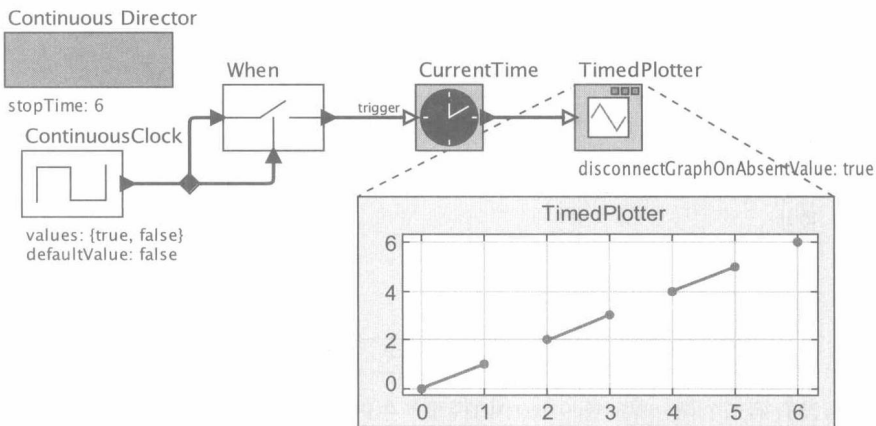 Continuous Director
stopTime: 6
ContinuousClock
values: {true, false}
defaultValue: false
When
trigger
CurrentTime
TimedPlotter
disconnectGraphOnAbsentValue: true
TimedPlotter
6
4
2
0
0 1 2 3 4 5 6